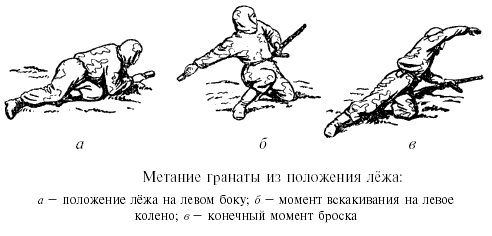 а б в
Метание гранаты из положения лёжа:
а – положение лёжа на левом боку; б – момент вскакивания на левое
колено; в – конечный момент броска